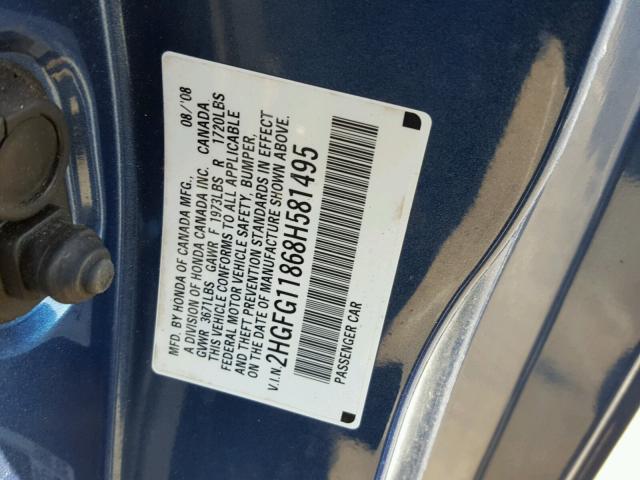 MFD. BY HONDA OF CANADA MFG., 08/'08
A DIVISION OF HONDA CANADA INC. CANADA.
GVWR 3671LBS GAWR F 1973LBS R 1720LBS
THIS VEHICLE CONFORMS TO ALL APPLICABLE
FEDERAL MOTOR VEHICLE SAFETY, BUMPER,
AND THEFT PREVENTION STANDARDS IN EFFECT
ON THE DATE OF MANUFACTURE SHOWN ABOVE.
V.I.N. 2HGFG11868H581495
PASSENGER CAR